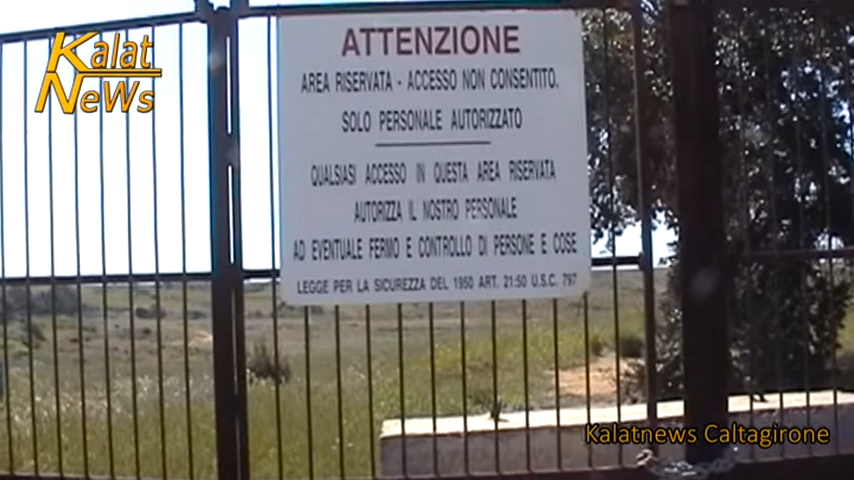 Kalat
NeWs
ATTENZIONE
AREA RISERVATA - ACCESSO NON CONSENTITO.
SOLO PERSONALE AUTORIZZATO
QUALSIASI ACCESSO IN QUESTA AREA RISERVATA
AUTORIZZA IL NOSTRO PERSONALE
AD EVENTUALE FERMO E CONTROLLO DI PERSONE E COSE
LEGGE PER LA SICUREZZA DEL 1950 ART. 21:50 U.S.C. 797
Kalatnews Caltagirone